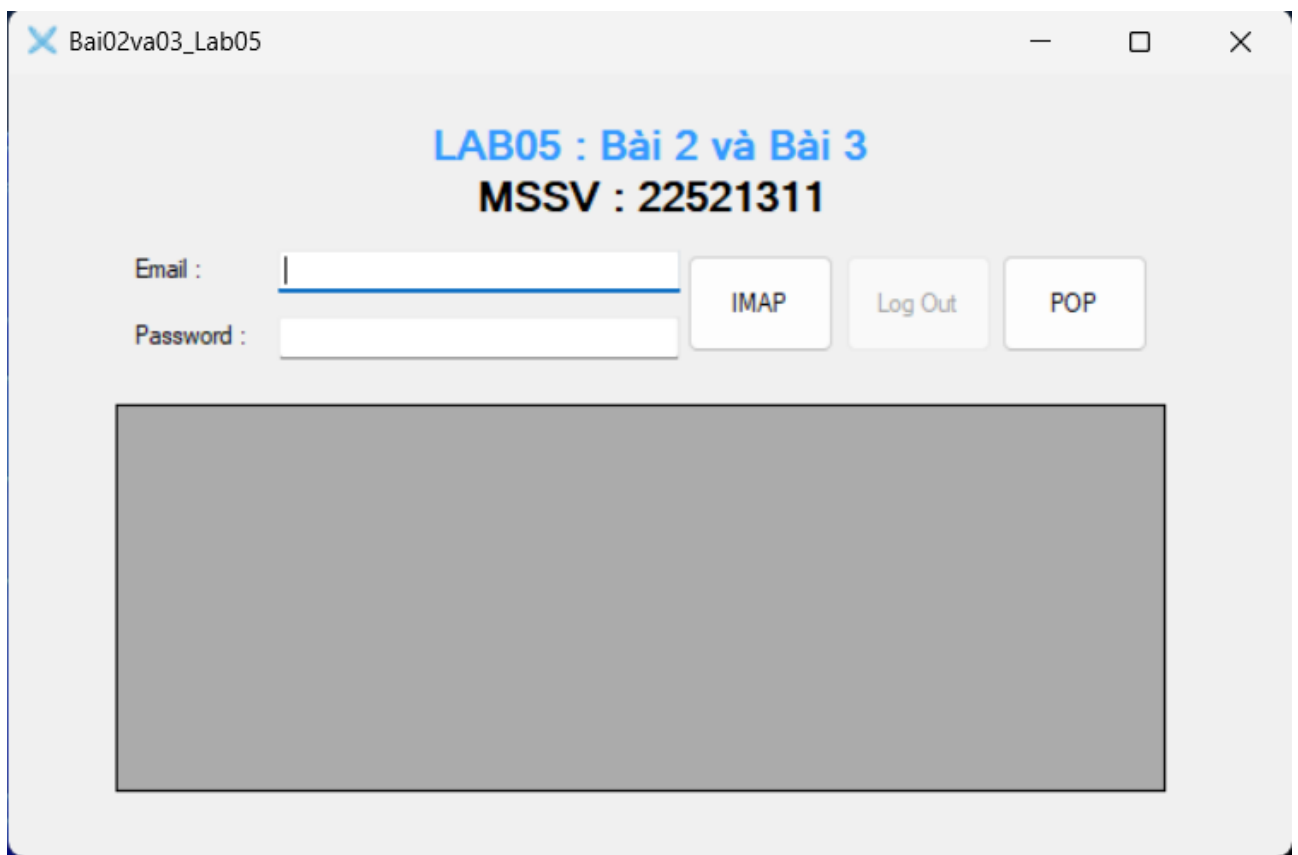 Bai02va03_Lab05
LAB05 : Bài 2 và Bài 3
MSSV : 22521311
Email :
IMAP
Log Out
POP
Password :